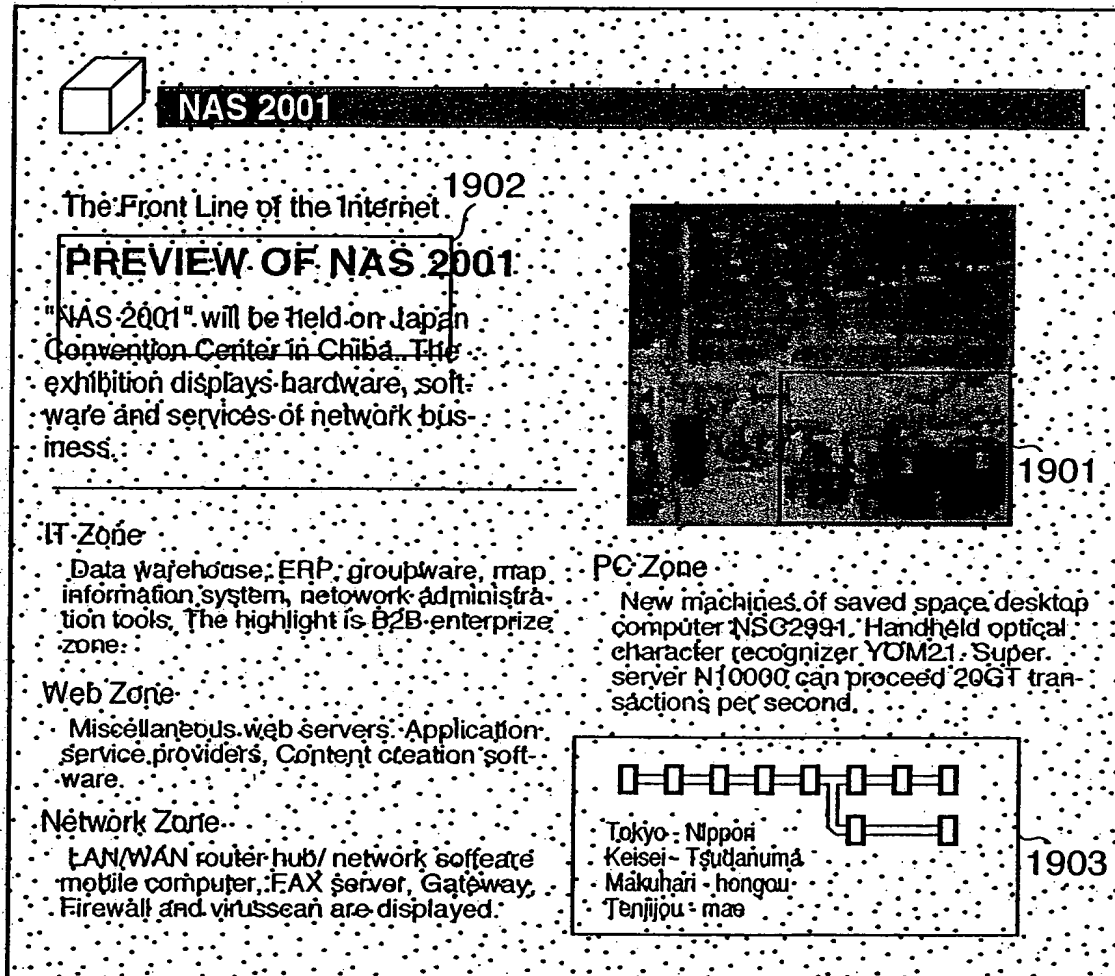 NAS 2001
The Front Line of the Internet
1902
PREVIEW OF NAS 2001
"NAS 2001" will be held on Japan
Convention Center in Chiba. The
exhibition displays hardware, soft-
ware and services of network bus-
iness.
1901
IT Zone
Data warehouse, ERP, groupware, map
information system, netowork administra-
tion tools, The highlight is B2B enterprize
zone.
Web Zone
Miscellaneous web servers. Application
service providers, Content creation soft-
ware.
Network Zone
LAN/WAN router hub/ network soffeare
mobile computer, FAX server, Gateway,
Firewall and virusscan are displayed.
PC Zone
New machines of saved space desktop
computer NSC2991. Handheld optical
character recognizer YOM21. Super
server N10000 can proceed 20GT tran-
sactions per second.
Tokyo - Nippori
Keisei - Tsudanuma
Makuhari - hongou
Tenjijou - mae
1903